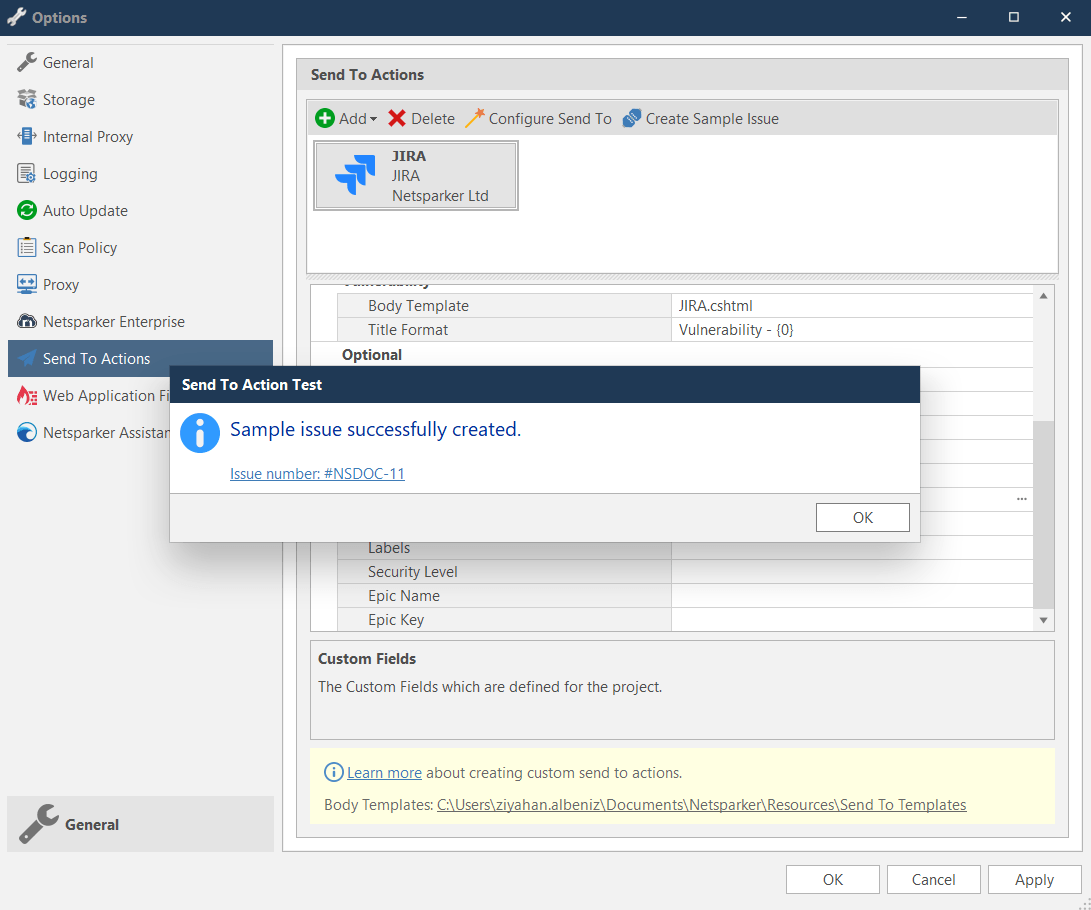 Options
General
Storage
Internal Proxy
Logging
Auto Update
Scan Policy
Proxy
Netsparker Enterprise
Send To Actions
Web Application Fi
Netsparker Assistan
General
Send To Actions
Add Delete Configure Send To Create Sample Issue
JIRA
JIRA
Netsparker Ltd
Vulnerability
Body Template JIRA.cshtml
Title Format Vulnerability - {0}
Optional
Send To Action Test
Sample issue successfully created.
Issue number: #NSDOC-11
...
OK
Labels
Security Level
Epic Name
Epic Key
Custom Fields
The Custom Fields which are defined for the project.
Learn more about creating custom send to actions.
Body Templates: C:\Users\ziyahan.albeniz\Documents\Netsparker\Resources\Send To Templates
OK Cancel Apply